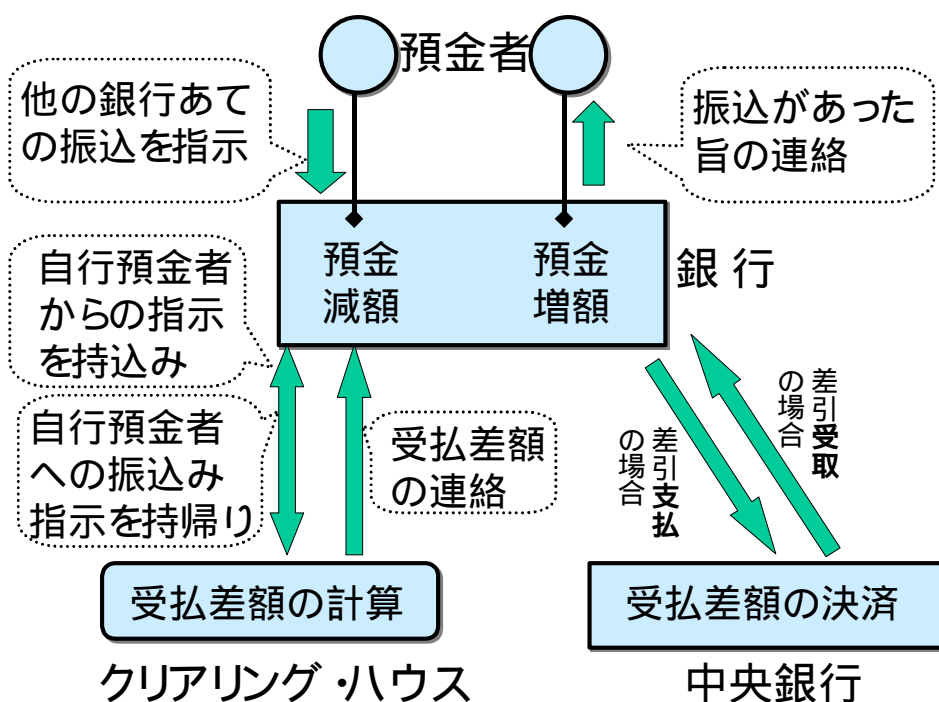 預金者
他の銀行あて
の振込を指示
振込があった
旨の連絡
預金
減額
預金
増額
銀 行
自行預金者
からの指示
を持込み
自行預金者
への振込み
指示を持帰り
受払差額
の連絡
差引支払
の場合
差引受取
の場合
受払差額の計算
受払差額の決済
クリアリング・ハウス
中央銀行